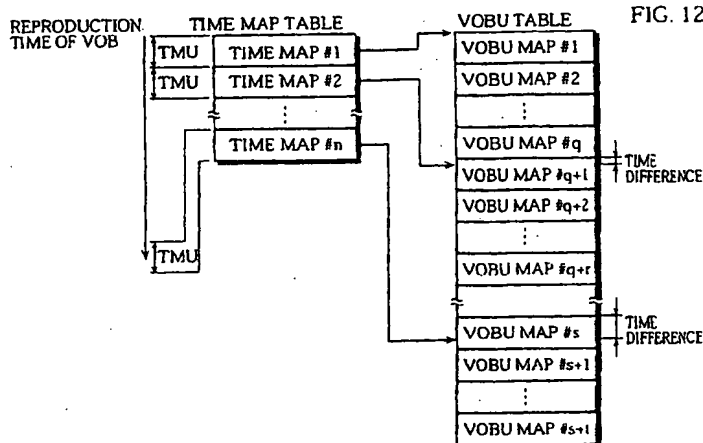 FIG. 12
REPRODUCTION
TIME OF VOB
TIME MAP TABLE
TMU
TIME MAP #1
TMU
TIME MAP #2
⋮
TIME MAP #n
TMU
VOBU TABLE
VOBU MAP #1
VOBU MAP #2
⋮
VOBU MAP #q
VOBU MAP #q+1
VOBU MAP #q+2
⋮
VOBU MAP #q+r
VOBU MAP #s
VOBU MAP #s+1
⋮
VOBU MAP #s+t
TIME
DIFFERENCE
TIME
DIFFERENCE